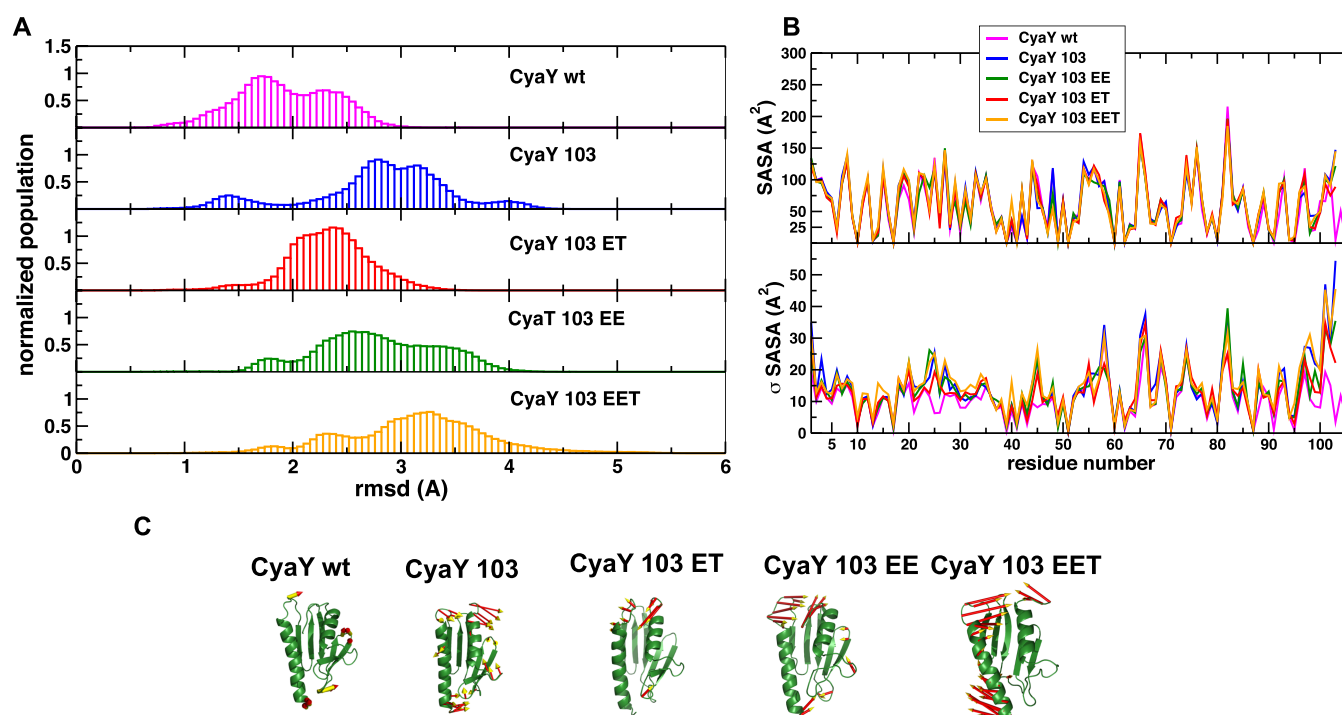 A
normalized population
1.5
1
0.5
CyaY wt
1
0.5
CyaY 103
1
0.5
CyaY 103 ET
1
0.5
CyaT 103 EE
1
0.5
0
CyaY 103 EET
0 1 2 3 4 5 6
rmsd (A)
B
CyaY wt
CyaY 103
CyaY 103 EE
CyaY 103 ET
CyaY 103 EET
SASA (A²)
300
250
200
150
100
50
25
σ SASA (A²)
50
40
30
20
10
0
5 10 20 30 40 50 60 70 80 90 100
residue number
C
CyaY wt CyaY 103 CyaY 103 ET CyaY 103 EE CyaY 103 EET